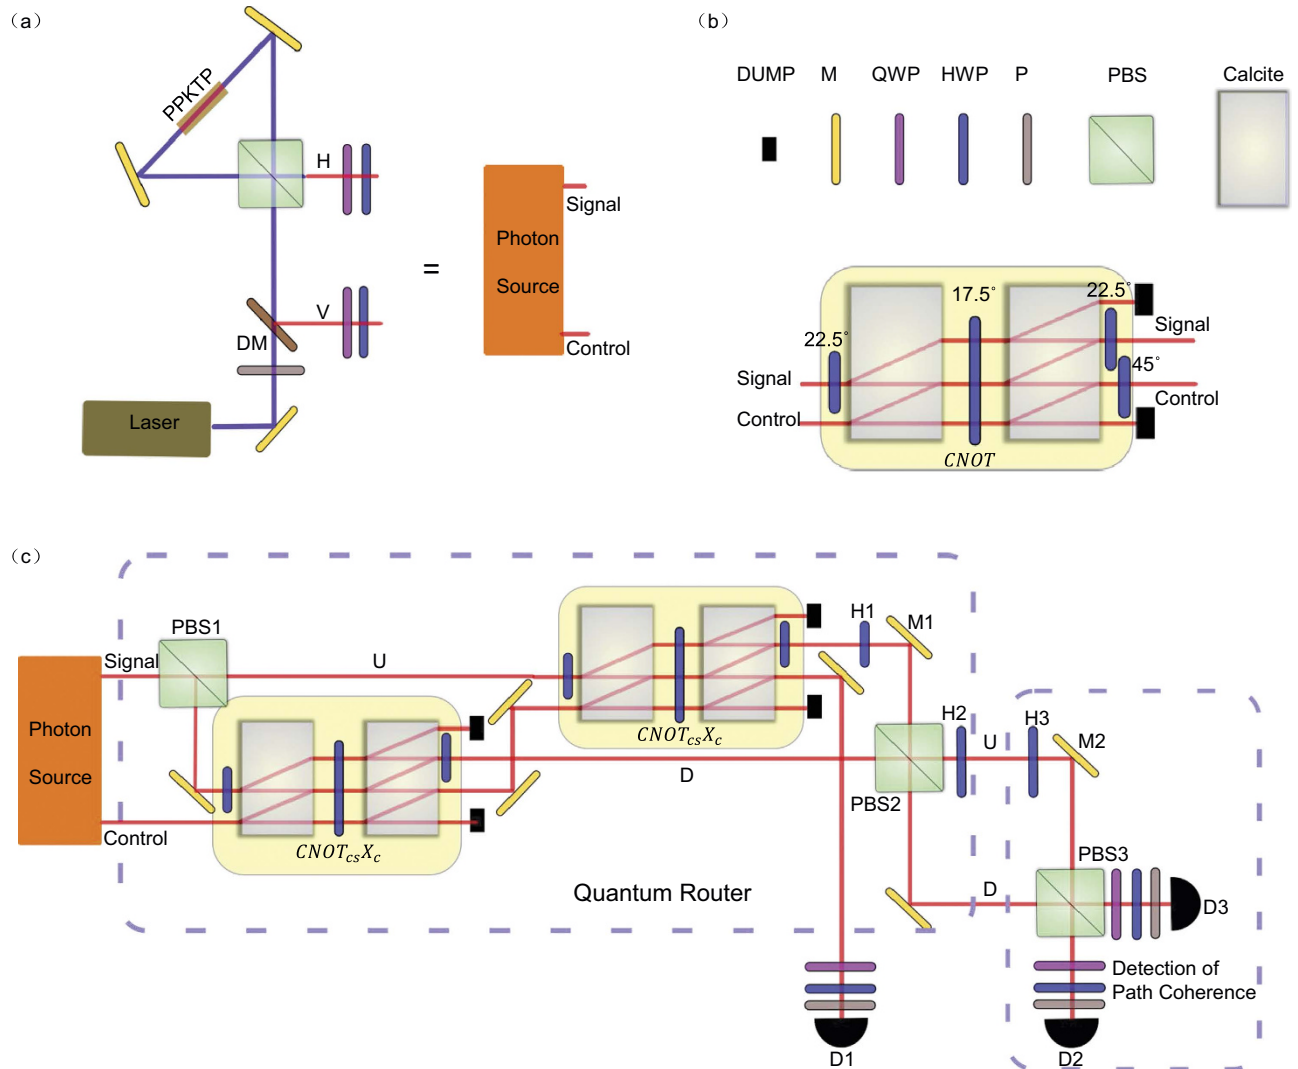 (a)
PPKTP
H
V
DM
Laser
=
Photon
Source
Signal
Control
(b)
DUMP M QWP HWP P PBS Calcite
17.5°
22.5°
22.5°
45°
Signal
Control
Signal
Control
CNOT
(c)
PBS1
Signal
U
Photon
Source
Control
CNOTcsXc
CNOTcsXc
H1
M1
D
PBS2
H2
U
H3
M2
Quantum Router
D
PBS3
D3
Detection of
Path Coherence
D1
D2